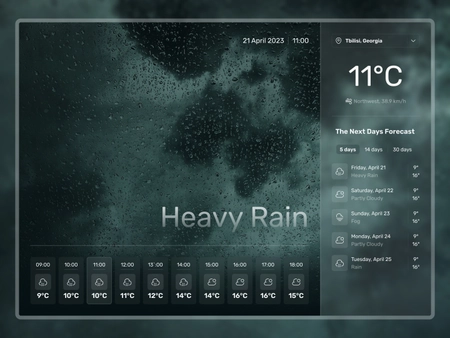 21 April 2023 | 11:00
Heavy Rain
09:00 10:00 11:00 12:00 13:00 14:00 15:00 16:00 17:00 18:00
9°C 10°C 10°C 11°C 12°C 14°C 14°C 16°C 16°C 15°C
Tbilisi, Georgia
11°C
Northwest, 38.9 km/h
The Next Days Forecast
5 days 14 days 30 days
Friday, April 21 9°
Heavy Rain 16°
Saturday, April 22 9°
Partly Cloudy 16°
Sunday, April 23 9°
Fog 16°
Monday, April 24 9°
Partly Cloudy 16°
Tuesday, April 25 9°
Rain 16°